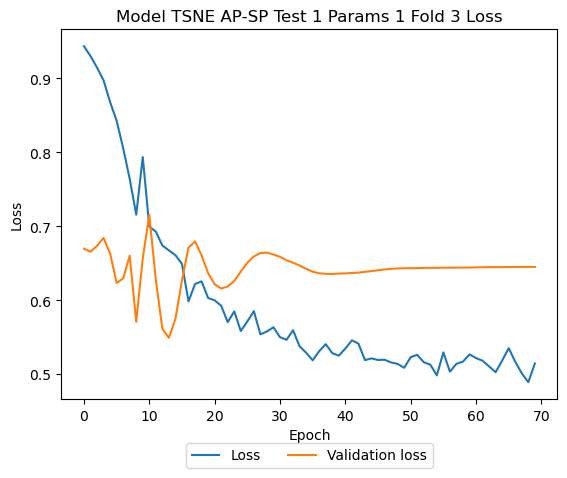 Model TSNE AP-SP Test 1 Params 1 Fold 3 Loss
0.9
0.8
0.7
0.6
0.5
Loss
0 10 20 30 40 50 60 70
Epoch
Loss Validation loss